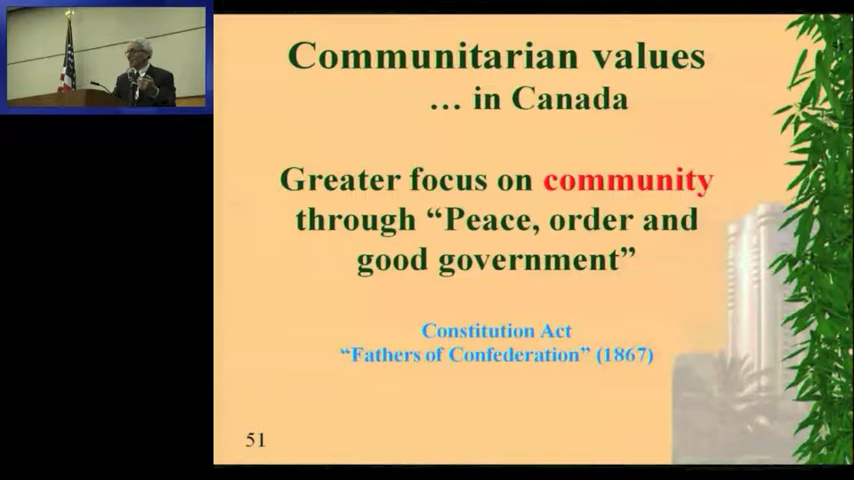 Communitarian values
… in Canada
Greater focus on community
through “Peace, order and
good government”
Constitution Act
“Fathers of Confederation” (1867)
51